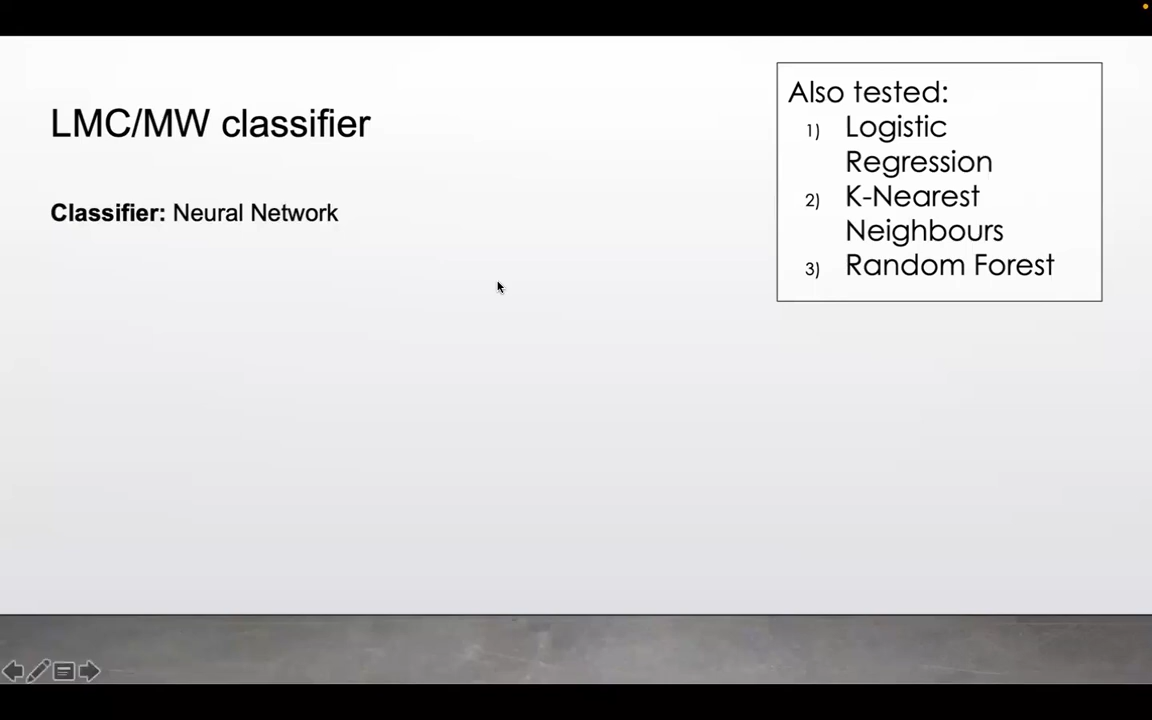 LMC/MW classifier
Classifier: Neural Network
Also tested:
1) Logistic
Regression
2) K-Nearest
Neighbours
3) Random Forest